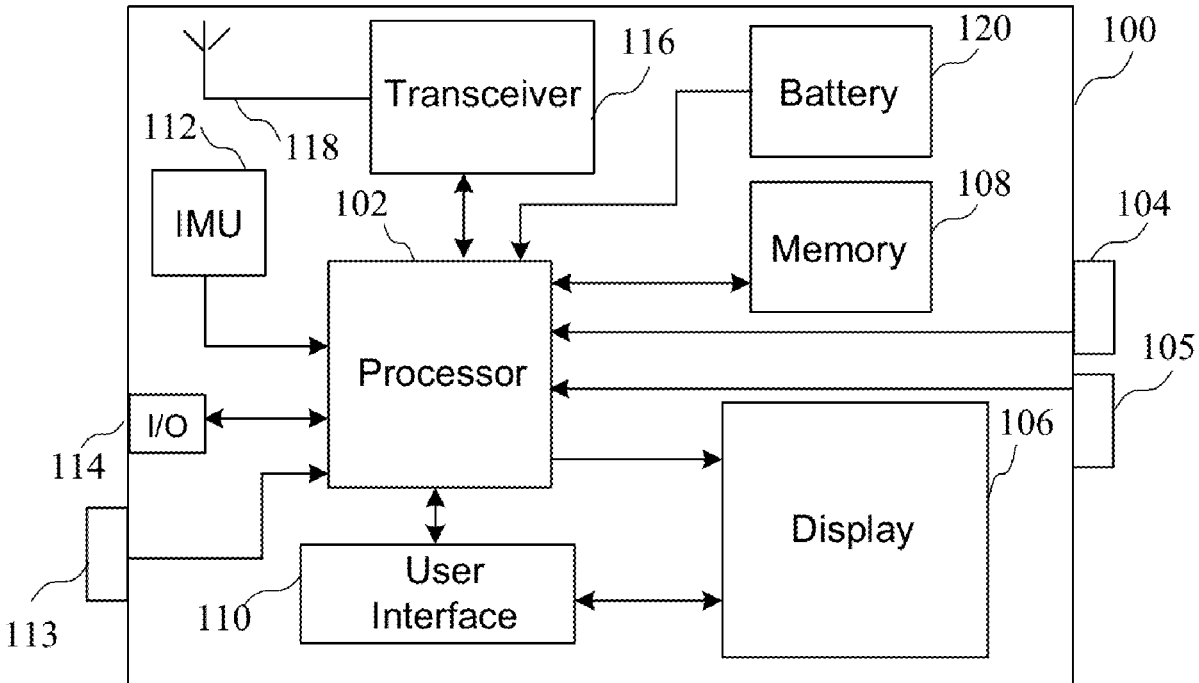 Transceiver
116
Battery
120
100
118
112
IMU
102
Memory
108
104
Processor
105
I/O
114
106
Display
User
Interface
110
113